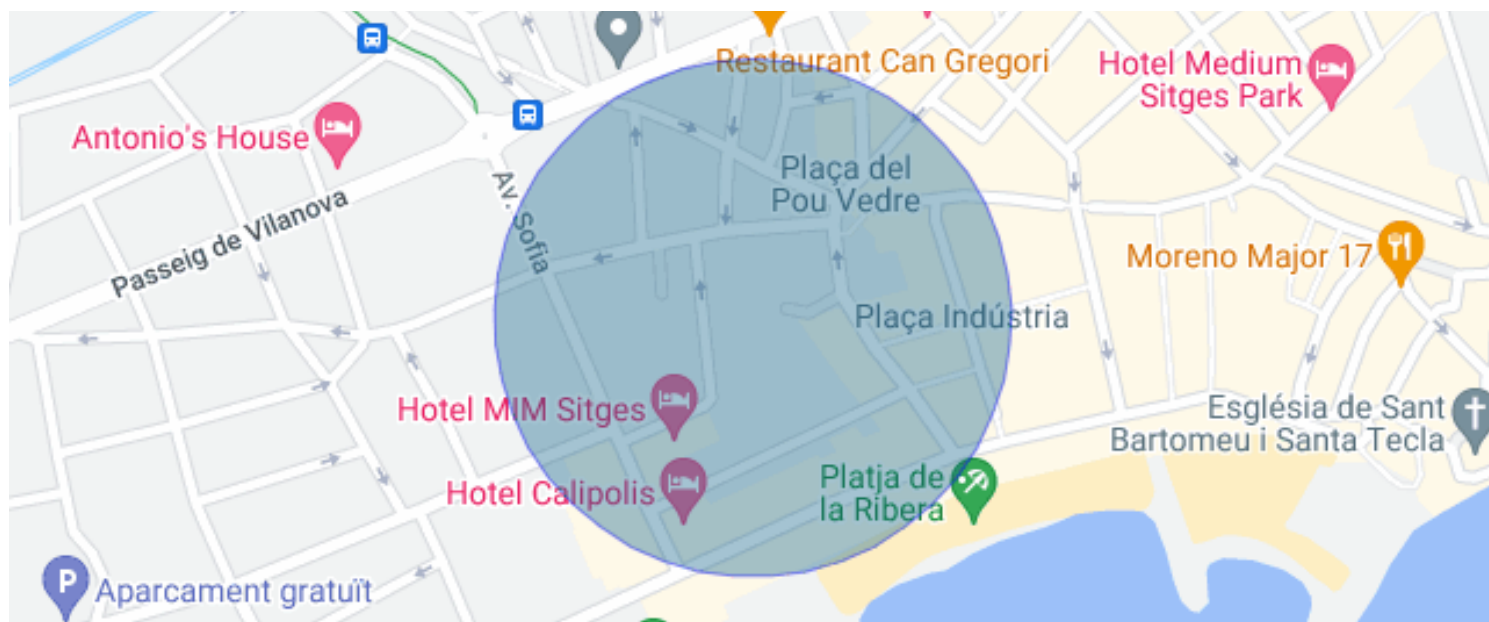 Restaurant Can Gregori
Hotel Medium
Sitges Park
Antonio's House
Plaça del
Pou Vedre
Av. Sofia
Passeig de Vilanova
Moreno Major 17
Plaça Indústria
Hotel MIM Sitges
Església de Sant
Bartomeu i Santa Tecla
Hotel Calipolis
Platja de
la Ribera
P
Aparcament gratuït